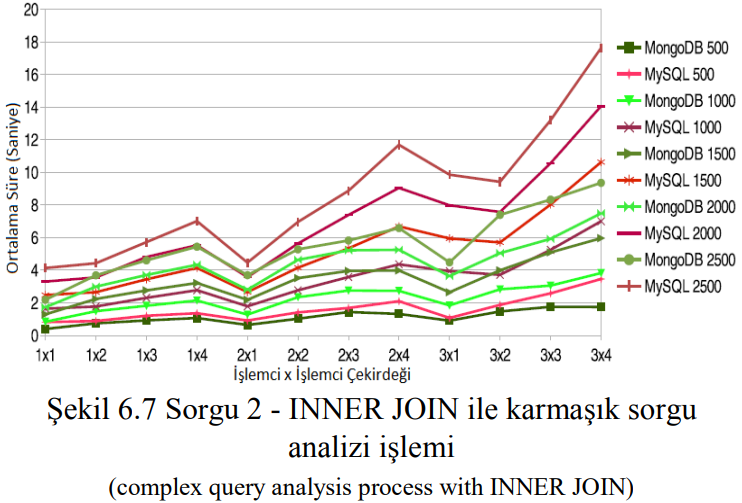 20
18
16
14
12
10
8
6
4
2
0
Ortalama Süre (Saniye)
1x1 1x2 1x3 1x4 2x1 2x2 2x3 2x4 3x1 3x2 3x3 3x4
İşlemci x İşlemci Çekirdeği
MongoDB 500
MySQL 500
MongoDB 1000
MySQL 1000
MongoDB 1500
MySQL 1500
MongoDB 2000
MySQL 2000
MongoDB 2500
MySQL 2500
Şekil 6.7 Sorgu 2 - INNER JOIN ile karmaşık sorgu
analizi işlemi
(complex query analysis process with INNER JOIN)